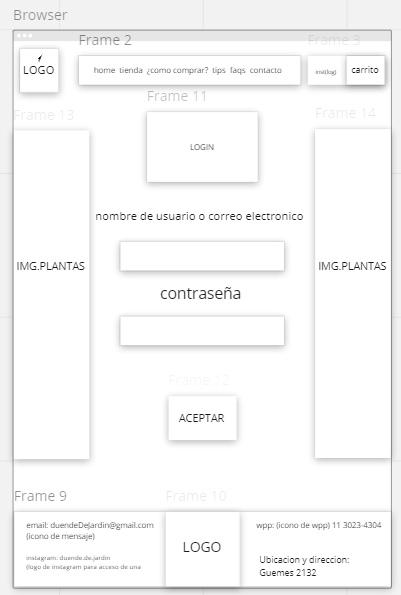 Browser
Frame 2
Frame 3
LOGO
home tienda ¿como comprar? tips faqs contacto
inst(log)
carrito
Frame 11
Frame 13
Frame 14
LOGIN
nombre de usuario o correo electronico
IMG.PLANTAS
IMG.PLANTAS
contraseña
Frame 12
ACEPTAR
Frame 9
Frame 10
email: duendeDeJardin@gmail.com
(icono de mensaje)
instagram: duende.de.jardin
(logo de instagram para acceso de una
LOGO
wpp: (icono de wpp) 11 3023-4304
Ubicacion y direccion:
Guemes 2132